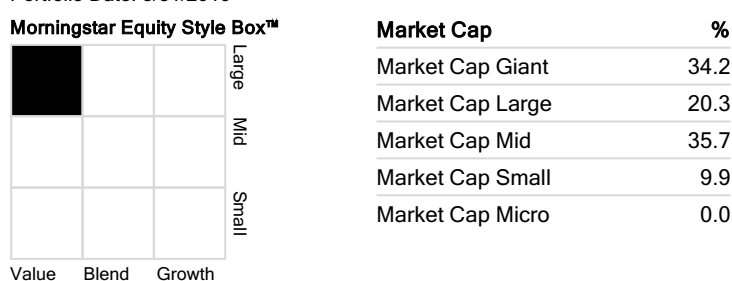 Morningstar Equity Style Box™
Large
Mid
Small
Value Blend Growth
Market Cap %
Market Cap Giant 34.2
Market Cap Large 20.3
Market Cap Mid 35.7
Market Cap Small 9.9
Market Cap Micro 0.0